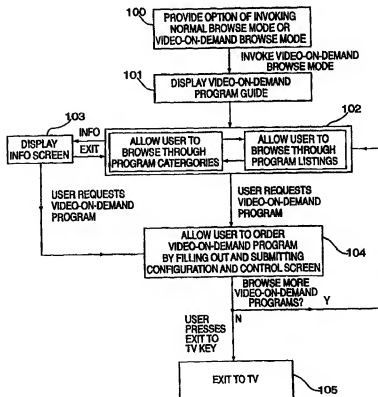 100
PROVIDE OPTION OF INVOKING
NORMAL BROWSE MODE OR
VIDEO-ON-DEMAND BROWSE MODE
INVOKE VIDEO-ON-DEMAND
BROWSE MODE
101
DISPLAY VIDEO-ON-DEMAND
PROGRAM GUIDE
103
102
DISPLAY
INFO SCREEN
INFO
EXIT
ALLOW USER TO
BROWSE THROUGH
PROGRAM CATERGORIES
ALLOW USER TO
BROWSE THROUGH
PROGRAM LISTINGS
USER REQUESTS
VIDEO-ON-DEMAND
PROGRAM
USER REQUESTS
VIDEO-ON-DEMAND
PROGRAM
ALLOW USER TO ORDER
VIDEO-ON-DEMAND PROGRAM
BY FILLING OUT AND SUBMITTING
CONFIGURATION AND CONTROL SCREEN
104
BROWSE MORE
VIDEO-ON-DEMAND
PROGRAMS?
Y
N
USER
PRESSES
EXIT TO
TV KEY
EXIT TO TV
105